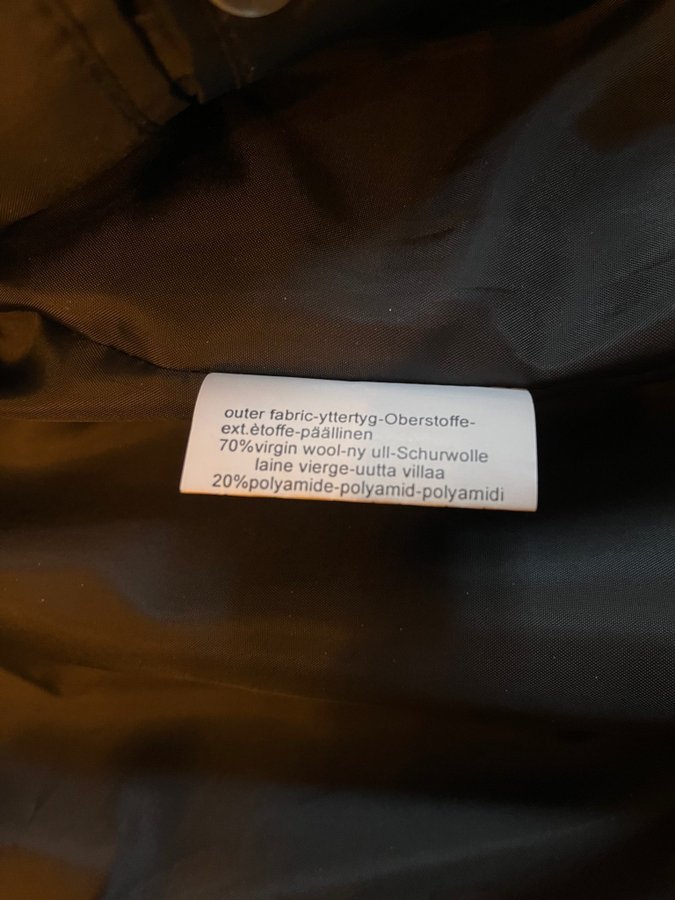 outer fabric-yttertyg-Oberstoffe-
ext.ètoffe-päällinen
70%virgin wool-ny ull-Schurwolle
laine vierge-uutta villaa
20%polyamide-polyamid-polyamidi